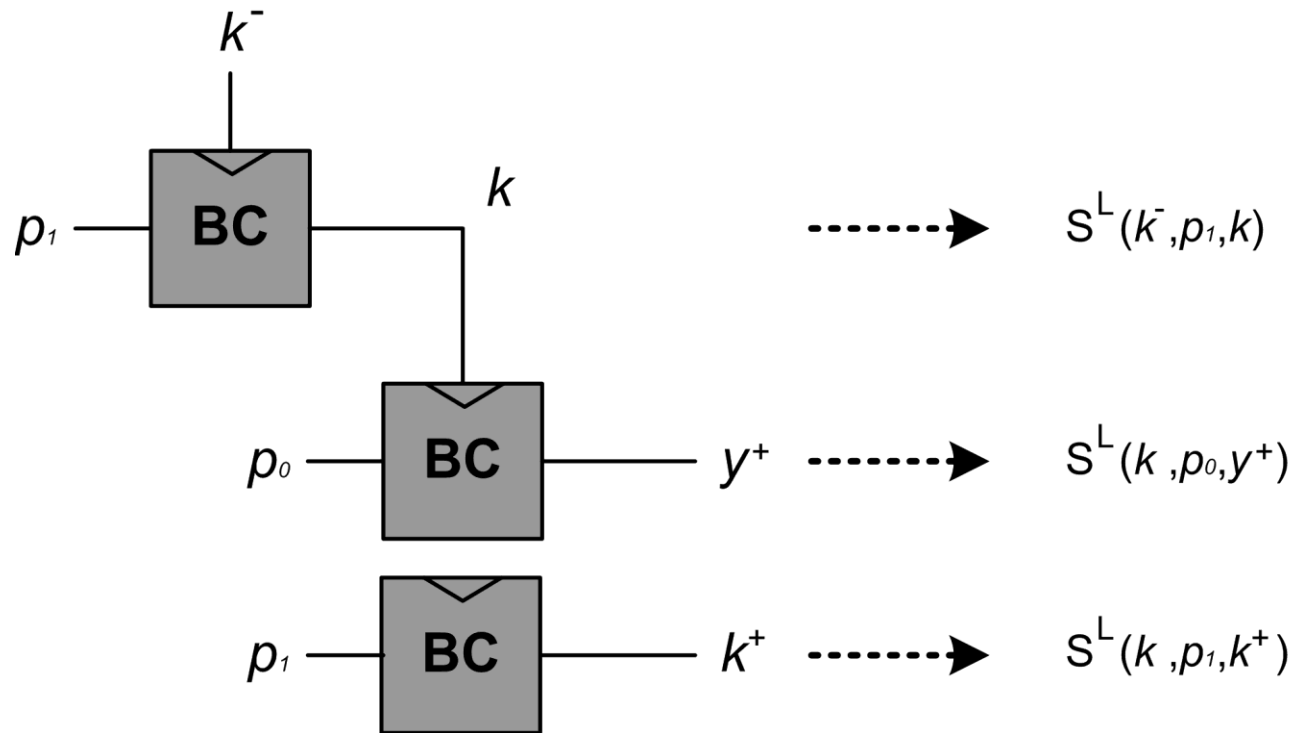 k⁻
p₁ BC k S^L(k⁻,p₁,k)
p₀ BC y⁺ S^L(k ,p₀,y⁺)
p₁ BC k⁺ S^L(k ,p₁,k⁺)